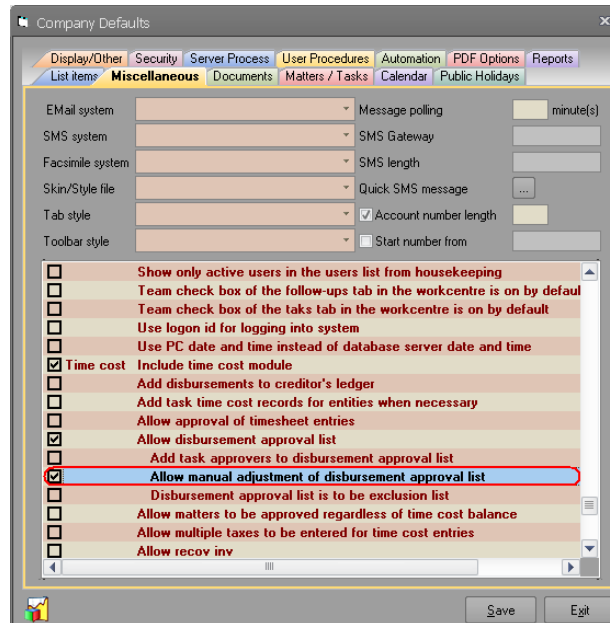 Company Defaults
Display/Other Security Server Process User Procedures Automation PDF Options Reports
List items Miscellaneous Documents Matters / Tasks Calendar Public Holidays
EMail system Message polling minute(s)
SMS system SMS Gateway
Facsimile system SMS length
Skin/Style file Quick SMS message ...
Tab style Account number length
Toolbar style Start number from
Show only active users in the users list from housekeeping
Team check box of the follow-ups tab in the workcentre is on by defaul
Team check box of the taks tab in the workcentre is on by default
Use logon id for logging into system
Use PC date and time instead of database server date and time
Time cost Include time cost module
Add disbursements to creditor's ledger
Add task time cost records for entities when necessary
Allow approval of timesheet entries
Allow disbursement approval list
Add task approvers to disbursement approval list
Allow manual adjustment of disbursement approval list
Disbursement approval list is to be exclusion list
Allow matters to be approved regardless of time cost balance
Allow multiple taxes to be entered for time cost entries
Allow recov inv
Save Exit